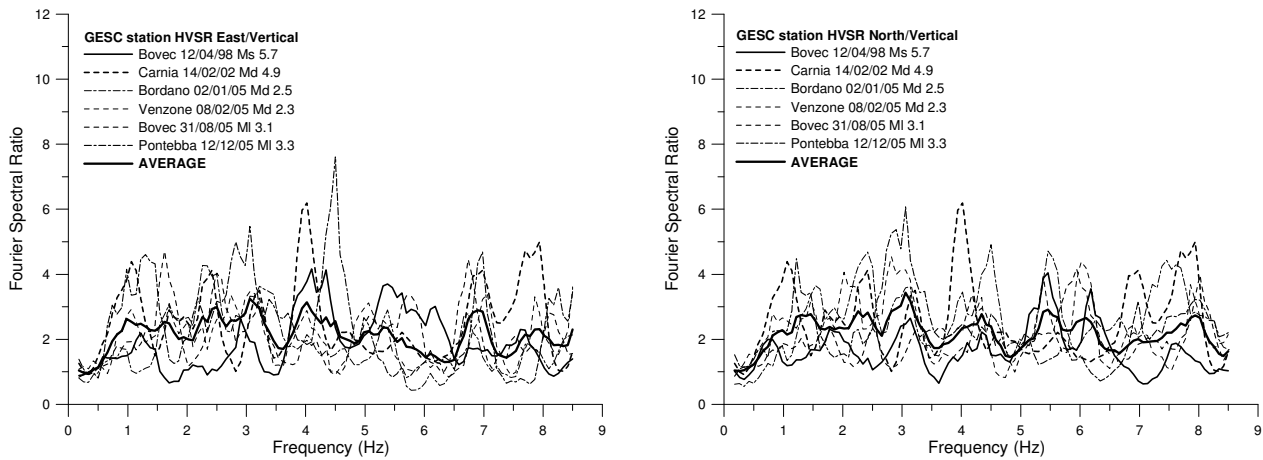 GESC station HVSR East/Vertical
Bovec 12/04/98 Ms 5.7
Carnia 14/02/02 Md 4.9
Bordano 02/01/05 Md 2.5
Venzone 08/02/05 Md 2.3
Bovec 31/08/05 Ml 3.1
Pontebba 12/12/05 Ml 3.3
AVERAGE
Fourier Spectral Ratio
12
10
8
6
4
2
0
0 1 2 3 4 5 6 7 8 9
Frequency (Hz)
GESC station HVSR North/Vertical
Bovec 12/04/98 Ms 5.7
Carnia 14/02/02 Md 4.9
Bordano 02/01/05 Md 2.5
Venzone 08/02/05 Md 2.3
Bovec 31/08/05 Ml 3.1
Pontebba 12/12/05 Ml 3.3
AVERAGE
Fourier Spectral Ratio
12
10
8
6
4
2
0
0 1 2 3 4 5 6 7 8 9
Frequency (Hz)